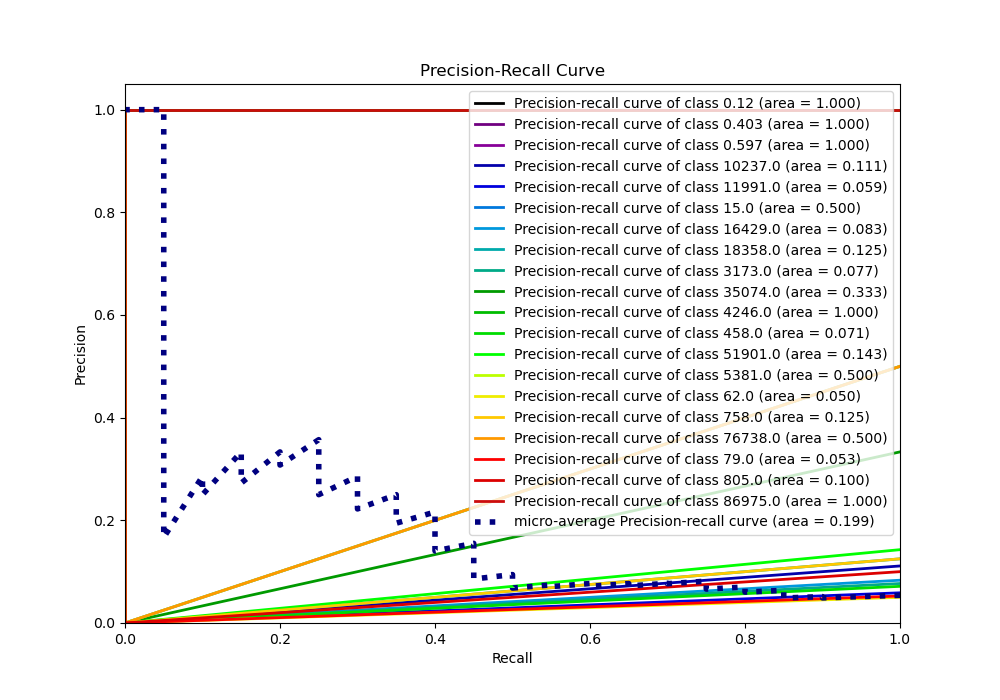 Precision-Recall Curve
1.0
0.8
0.6
0.4
0.2
0.0
Precision
0.0
0.2
0.4
0.6
0.8
1.0
Recall
Precision-recall curve of class 0.12 (area = 1.000)
Precision-recall curve of class 0.403 (area = 1.000)
Precision-recall curve of class 0.597 (area = 1.000)
Precision-recall curve of class 10237.0 (area = 0.111)
Precision-recall curve of class 11991.0 (area = 0.059)
Precision-recall curve of class 15.0 (area = 0.500)
Precision-recall curve of class 16429.0 (area = 0.083)
Precision-recall curve of class 18358.0 (area = 0.125)
Precision-recall curve of class 3173.0 (area = 0.077)
Precision-recall curve of class 35074.0 (area = 0.333)
Precision-recall curve of class 4246.0 (area = 1.000)
Precision-recall curve of class 458.0 (area = 0.071)
Precision-recall curve of class 51901.0 (area = 0.143)
Precision-recall curve of class 5381.0 (area = 0.500)
Precision-recall curve of class 62.0 (area = 0.050)
Precision-recall curve of class 758.0 (area = 0.125)
Precision-recall curve of class 76738.0 (area = 0.500)
Precision-recall curve of class 79.0 (area = 0.053)
Precision-recall curve of class 805.0 (area = 0.100)
Precision-recall curve of class 86975.0 (area = 1.000)
micro-average Precision-recall curve (area = 0.199)